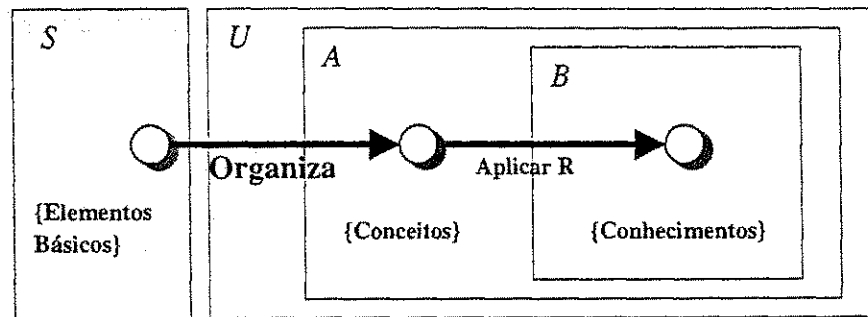 S
U
A
B
Organiza
Aplicar R
{Elementos
Básicos}
{Conceitos}
{Conhecimentos}